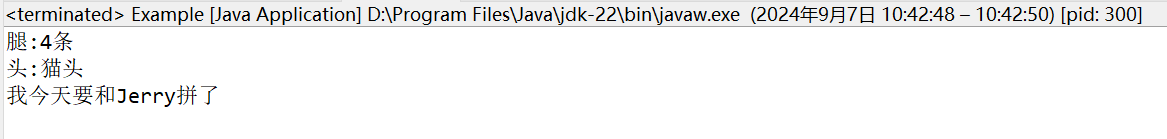 <terminated> Example [Java Application] D:\Program Files\Java\jdk-22\bin\javaw.exe  (2024年9月7日 10:42:48 – 10:42:50) [pid: 300]
腿:4条
头:猫头
我今天要和Jerry拼了